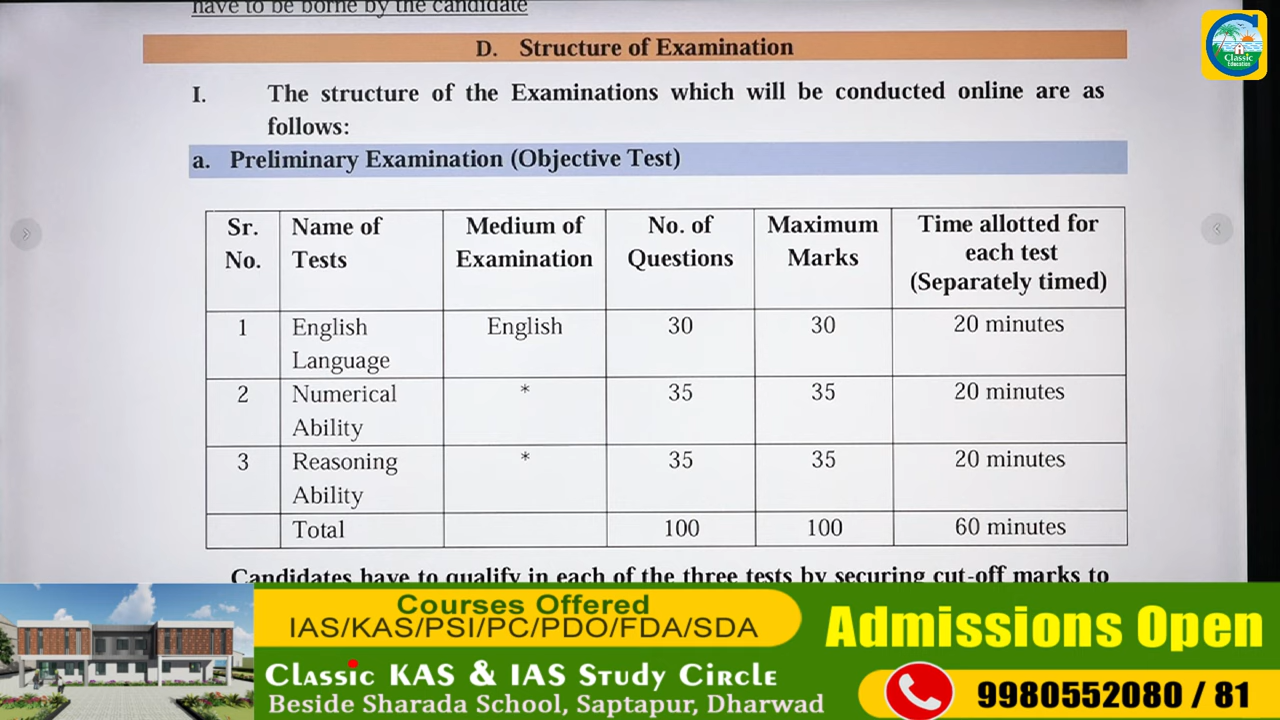 have to be borne by the candidate
D. Structure of Examination
I. The structure of the Examinations which will be conducted online are as
follows:
a. Preliminary Examination (Objective Test)
Sr. No. Name of Tests Medium of Examination No. of Questions Maximum Marks Time allotted for each test (Separately timed)
1 English Language English 30 30 20 minutes
2 Numerical Ability * 35 35 20 minutes
3 Reasoning Ability * 35 35 20 minutes
Total 100 100 60 minutes
Candidates have to qualify in each of the three tests by securing cut-off marks to
Classic
Education
Courses Offered
IAS/KAS/PSI/PC/PDO/FDA/SDA
Classic KAS & IAS Study Circle
Beside Sharada School, Saptapur, Dharwad
Admissions Open
9980552080 / 81